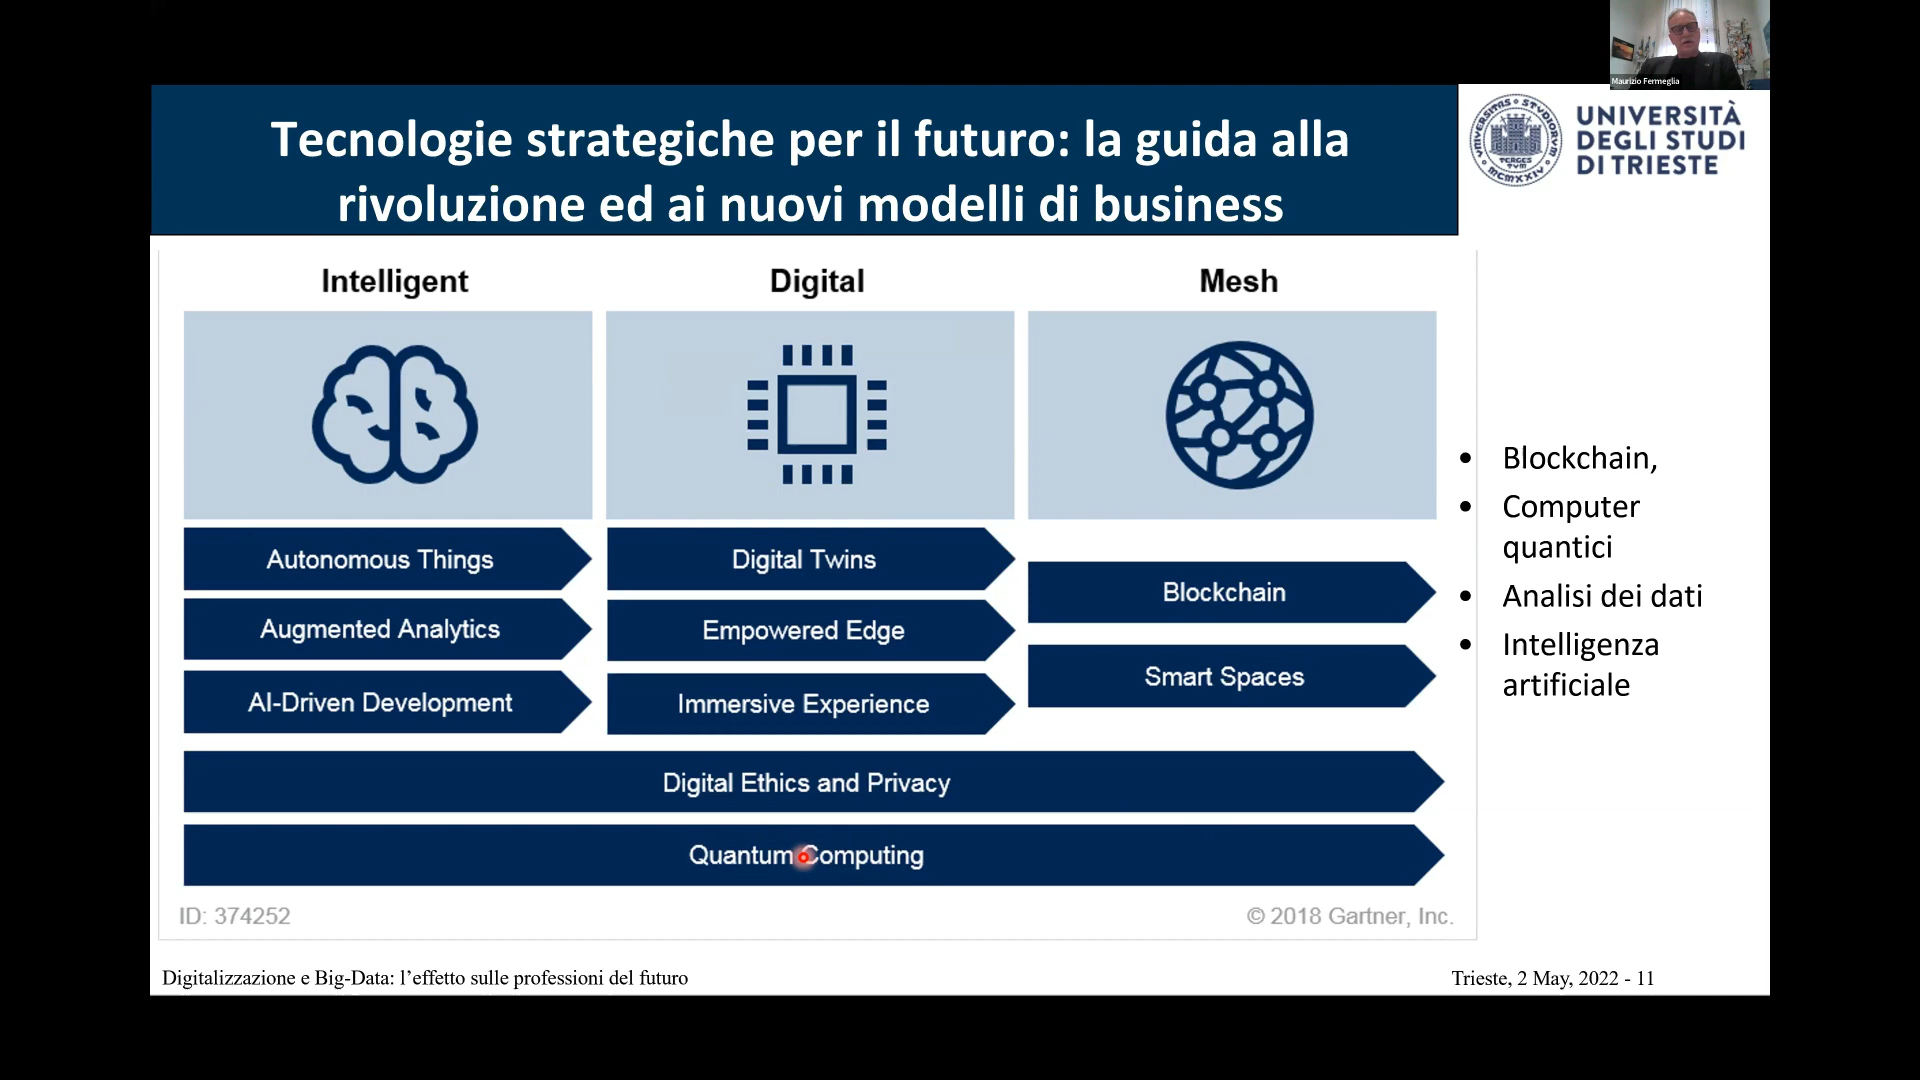 Maurizio Fermeglia
Tecnologie strategiche per il futuro: la guida alla
rivoluzione ed ai nuovi modelli di business
UNIVERSITÀ
DEGLI STUDI
DI TRIESTE
TERGES
TVM
MCMXXIV
Intelligent
Digital
Mesh
Autonomous Things
Augmented Analytics
AI-Driven Development
Digital Twins
Empowered Edge
Immersive Experience
Blockchain
Smart Spaces
Digital Ethics and Privacy
Quantum Computing
ID: 374252
© 2018 Gartner, Inc.
• Blockchain,
• Computer
quantici
• Analisi dei dati
• Intelligenza
artificiale
Digitalizzazione e Big-Data: l’effetto sulle professioni del futuro
Trieste, 2 May, 2022 - 11